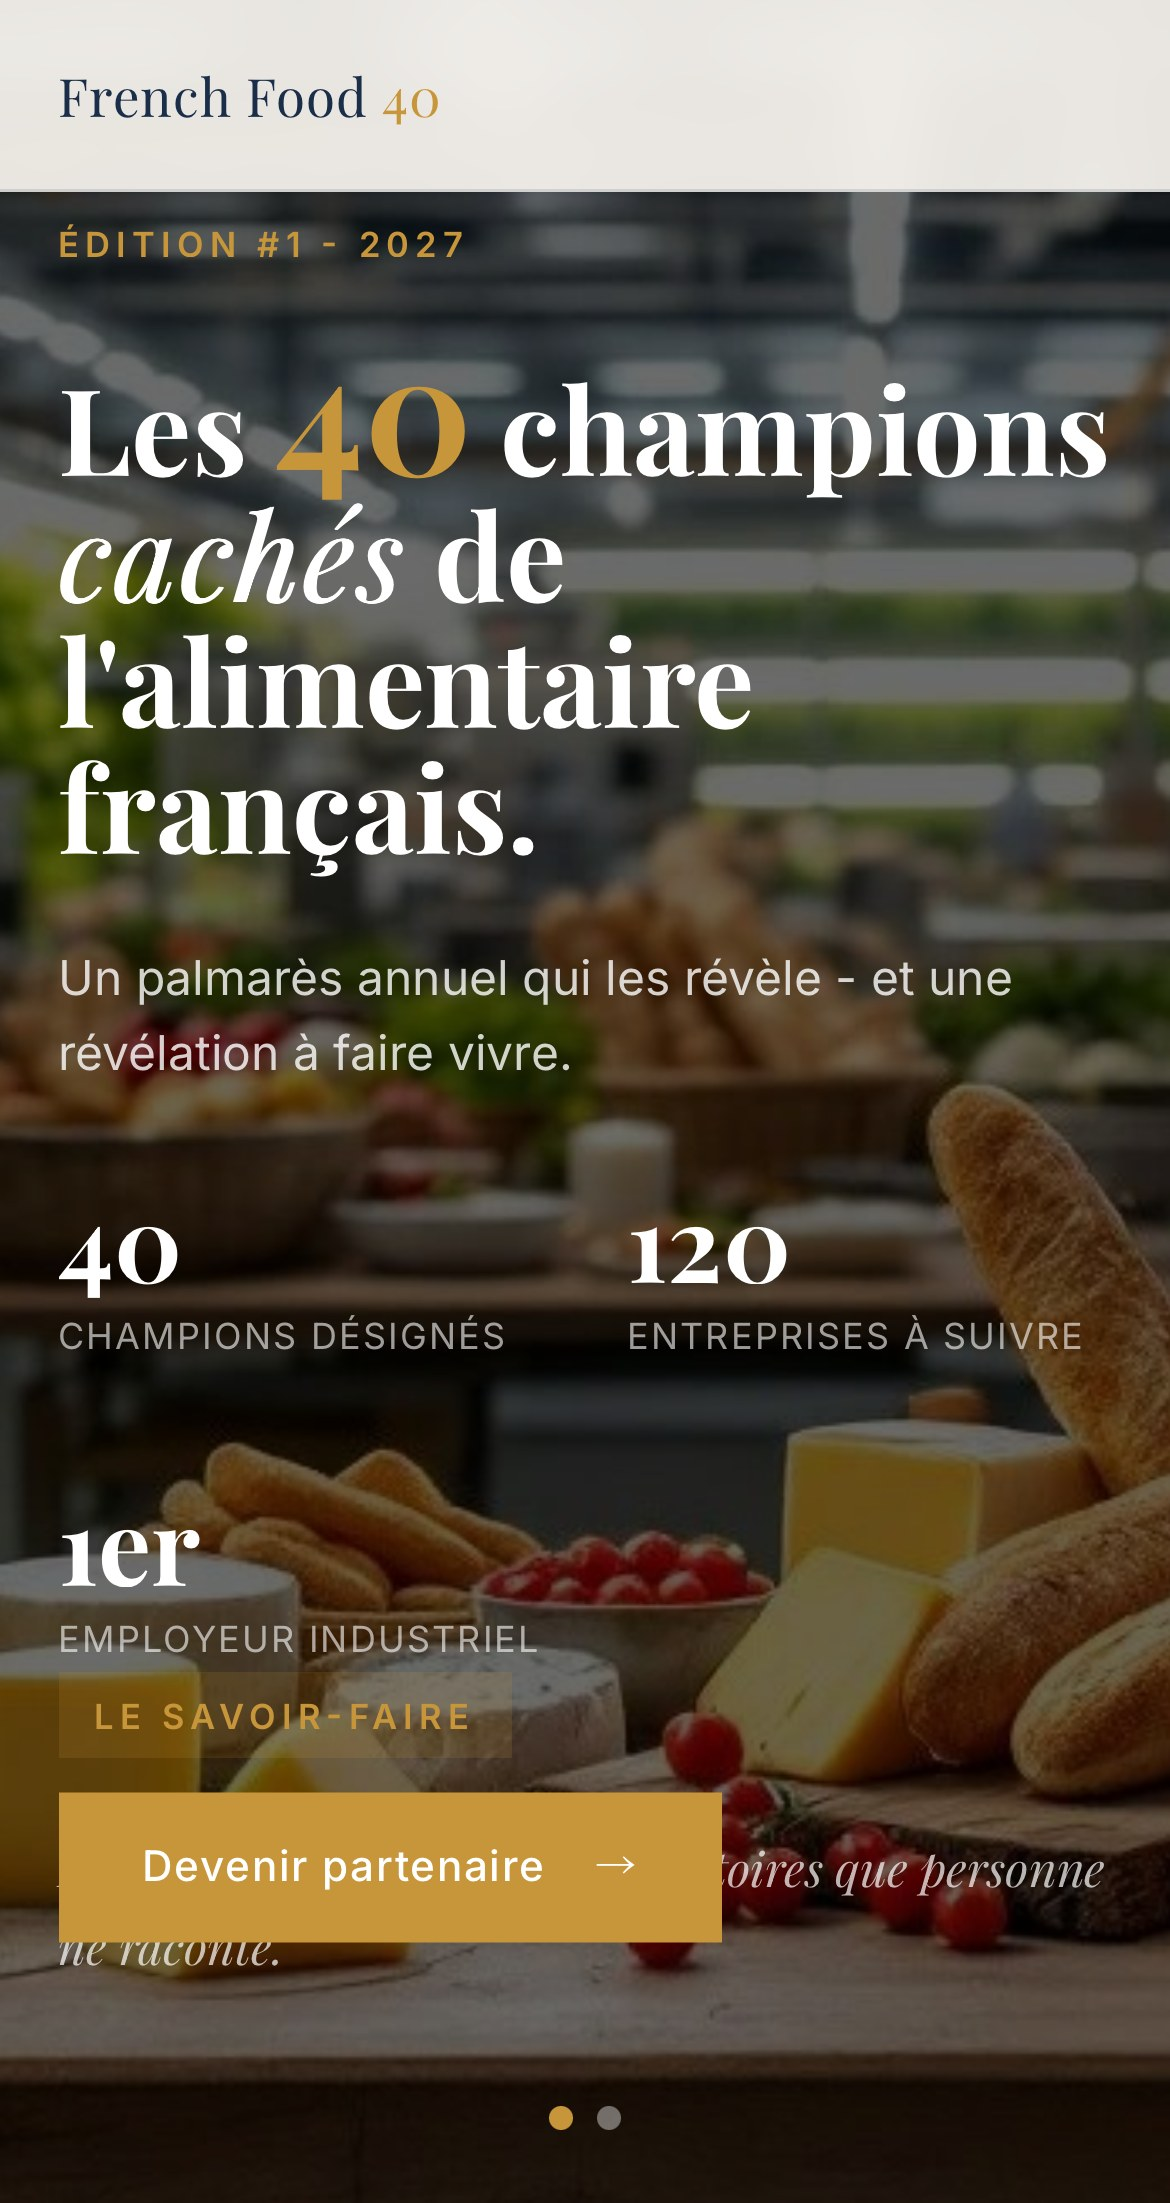 French Food 40
ÉDITION #1 - 2027
Les 40 champions
cachés de
l'alimentaire
français.
Un palmarès annuel qui les révèle - et une
révélation à faire vivre.
40
CHAMPIONS DÉSIGNÉS
120
ENTREPRISES À SUIVRE
1er
EMPLOYEUR INDUSTRIEL
LE SAVOIR-FAIRE
Devenir partenaire →
que personne
ne raconte.